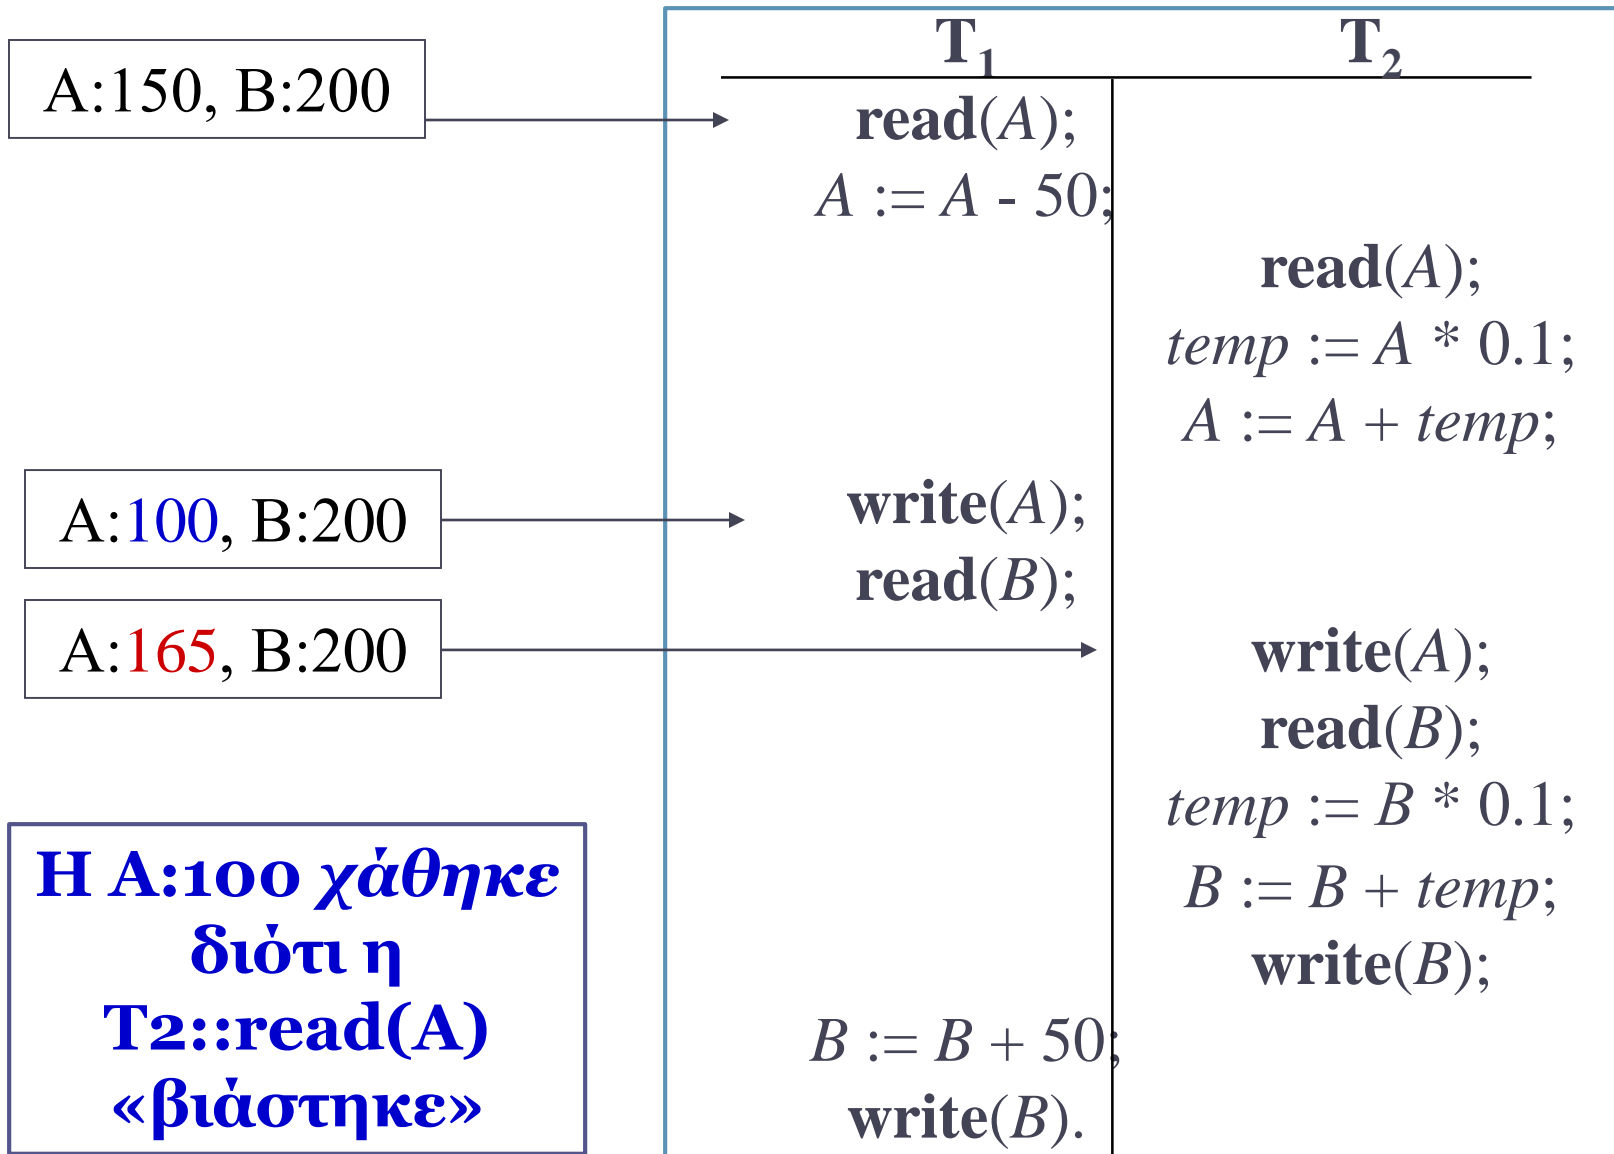 T₁ T₂
A:150, B:200
read(A);
A := A - 50;
read(A);
temp := A * 0.1;
A := A + temp;
A:100, B:200
write(A);
read(B);
A:165, B:200
write(A);
read(B);
temp := B * 0.1;
B := B + temp;
write(B);
B := B + 50;
write(B).
Η Α:100 χάθηκε
διότι η
T2::read(A)
«βιάστηκε»